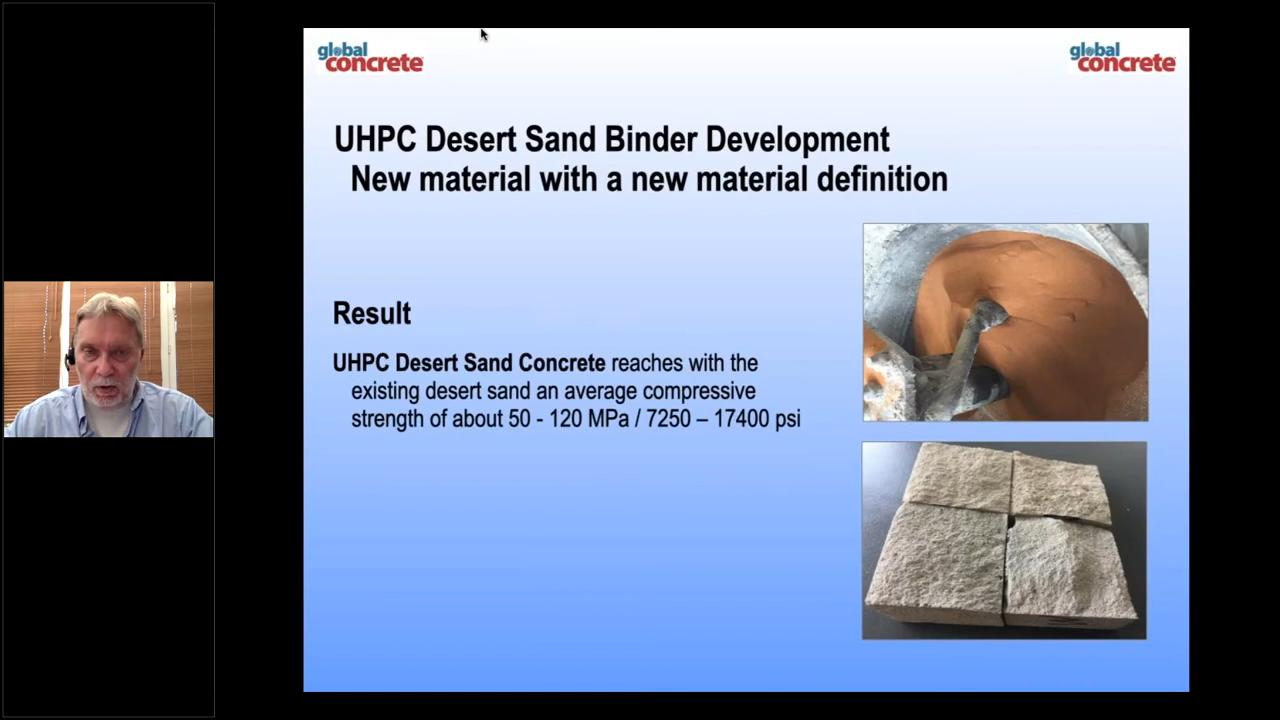 global
concrete
global
concrete
UHPC Desert Sand Binder Development
New material with a new material definition
Result
UHPC Desert Sand Concrete reaches with the
existing desert sand an average compressive
strength of about 50 - 120 MPa / 7250 – 17400 psi